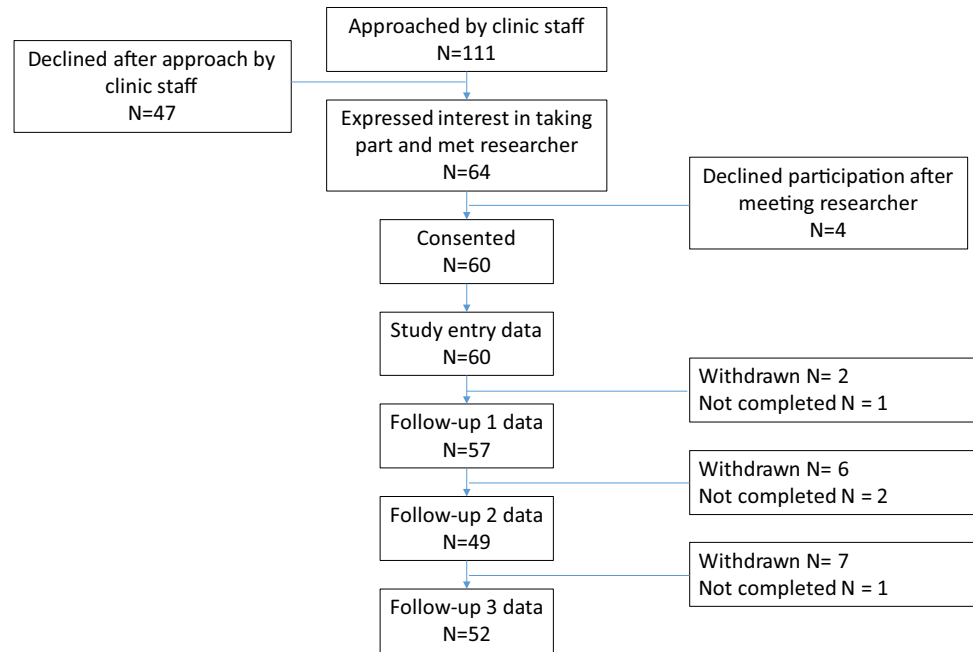 Approached by clinic staff
N=111
Declined after approach by
clinic staff
N=47
Expressed interest in taking
part and met researcher
N=64
Declined participation after
meeting researcher
N=4
Consented
N=60
Study entry data
N=60
Withdrawn N= 2
Not completed N = 1
Follow-up 1 data
N=57
Withdrawn N= 6
Not completed N = 2
Follow-up 2 data
N=49
Withdrawn N= 7
Not completed N = 1
Follow-up 3 data
N=52